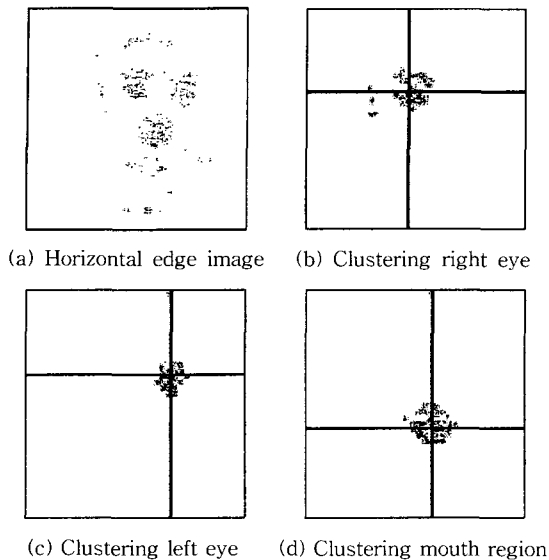 (a) Horizontal edge image
(b) Clustering right eye
(c) Clustering left eye
(d) Clustering mouth region